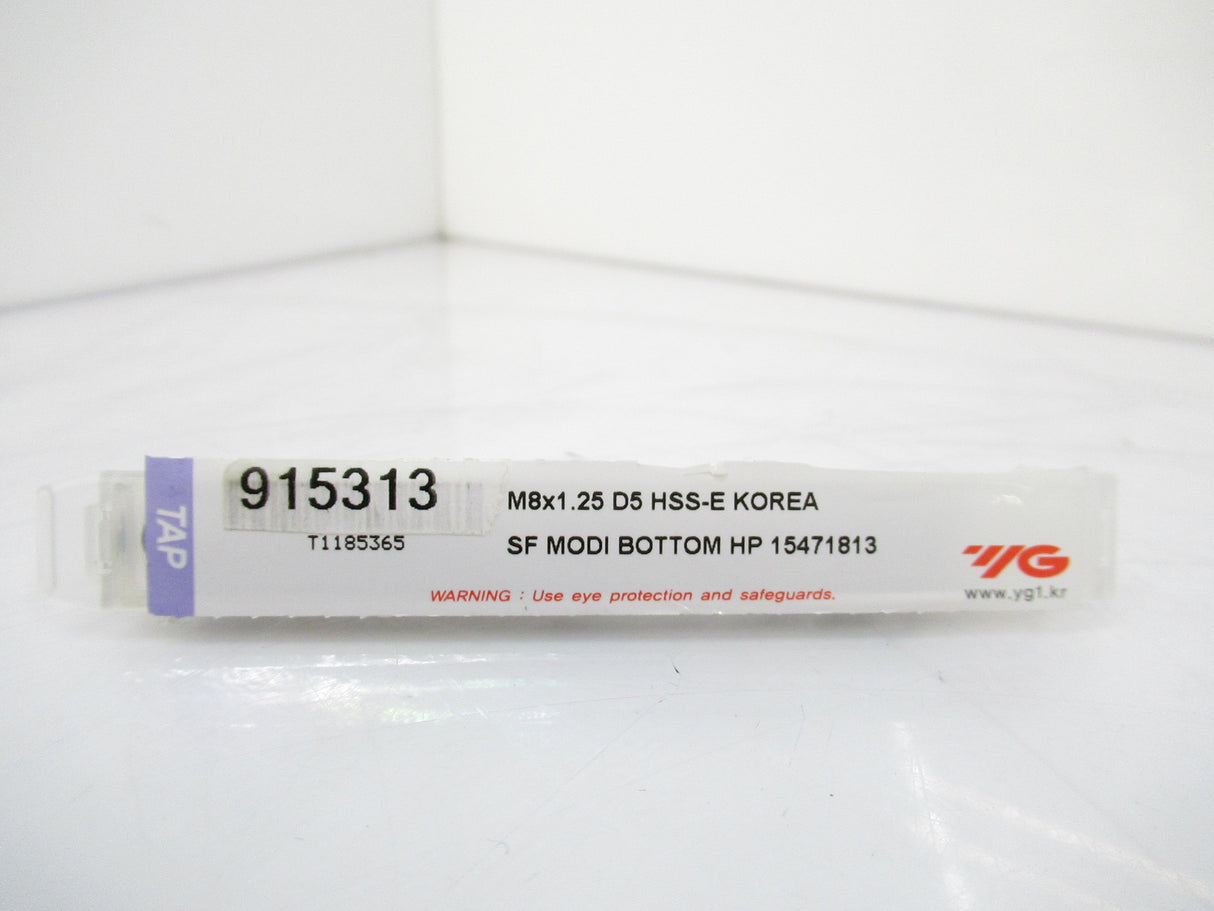 TAP
915313
T1185365
M8x1.25 D5 HSS-E KOREA
SF MODI BOTTOM HP 15471813
WARNING : Use eye protection and safeguards.
YG
www.yg1.kr